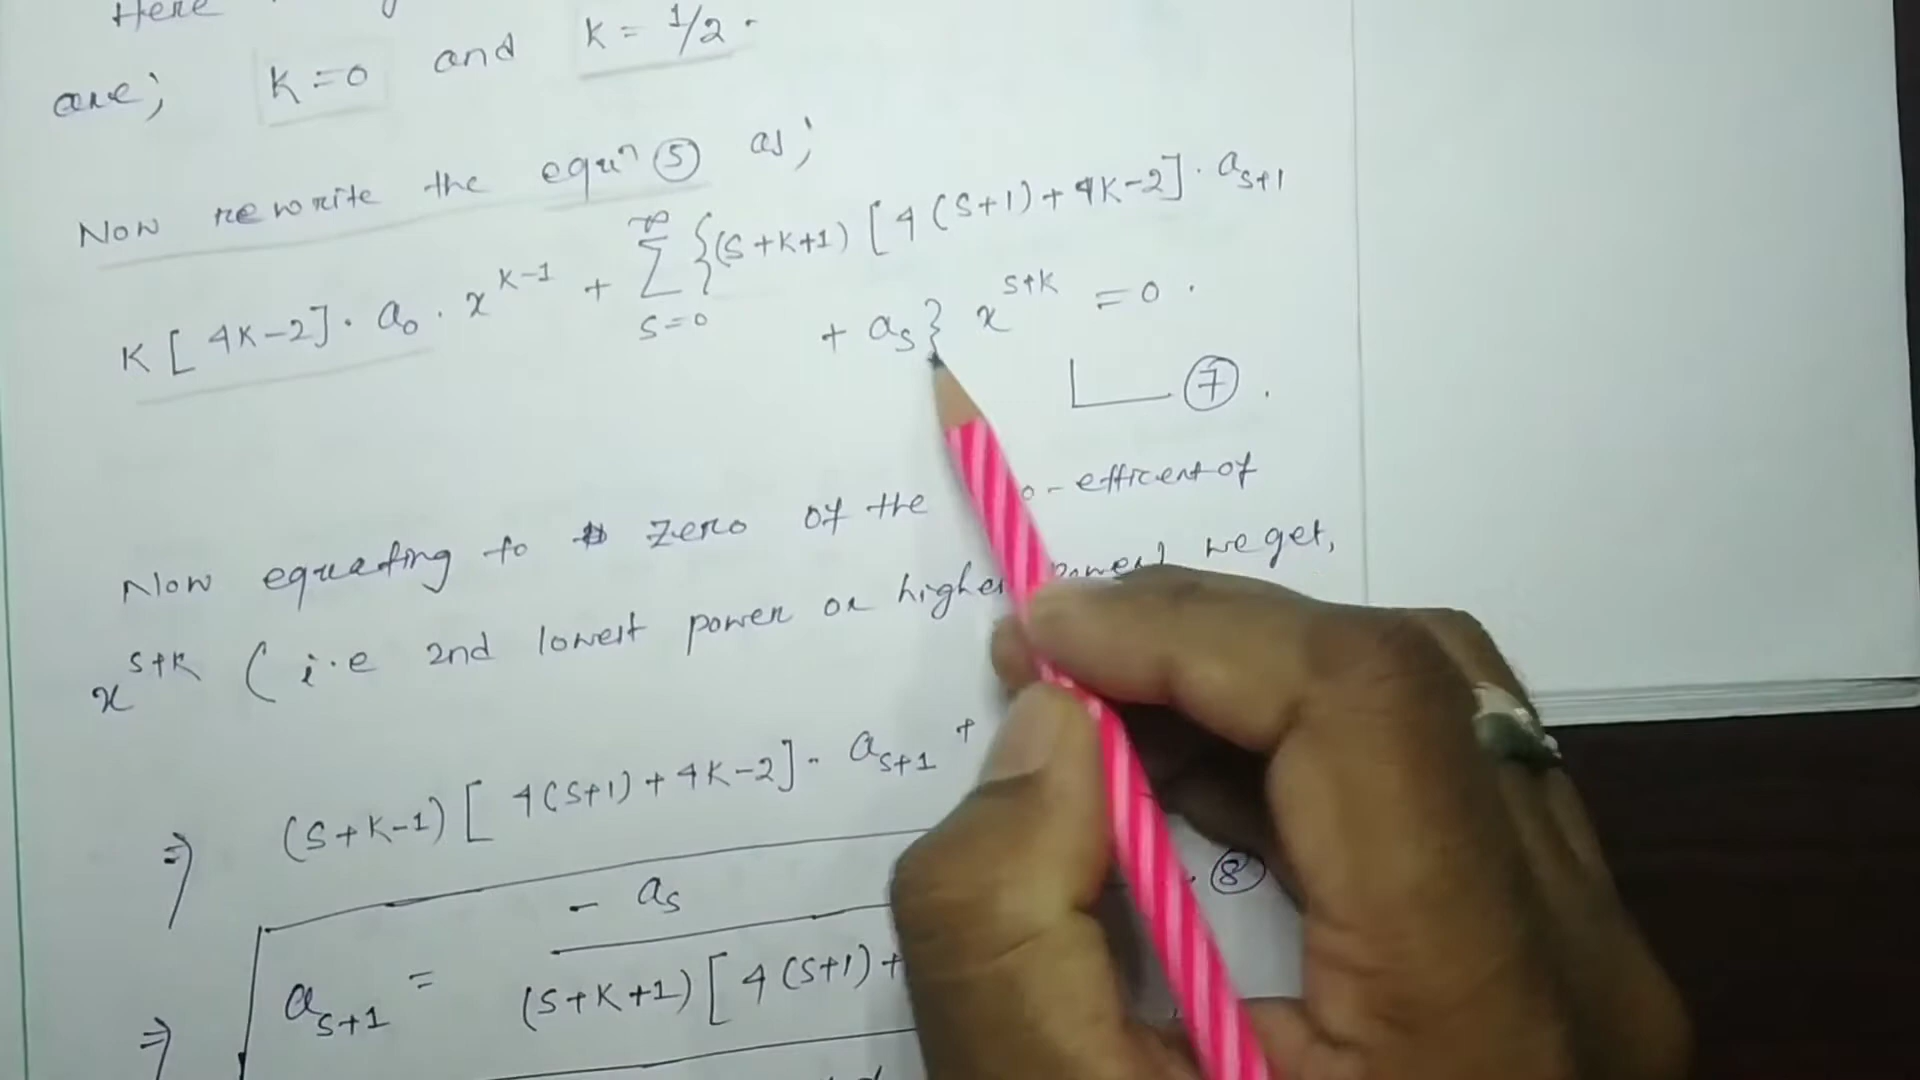 Here
are; K=0 and K = 1/2.
Now rewrite the equⁿ ⑤ as;
K[4K-2]. a₀. x^{K-1} + ∑_{s=0}^{∞} {(s+K+1) [4(s+1)+4K-2]. a_{s+1}
+ a_s} x^{s+K} = 0.
⑦.
Now equating to zero of the efficent of
x^{s+K} (i.e 2nd lowest power or higher power) we get,
⇒ (s+K-1) [4(s+1)+4K-2]. a_{s+1} +
⇒ a_{s+1} = - a_s / (s+K+1) [4(s+1)+ ⑧